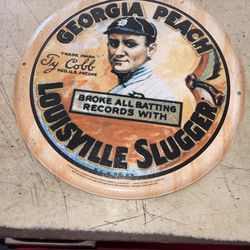 GEORGIA PEACH
TRADE MARK
Ty Cobb
REG. U.S. PAT. OFF.
BROKE ALL BATTING
RECORDS WITH
LOUISVILLE SLUGGER